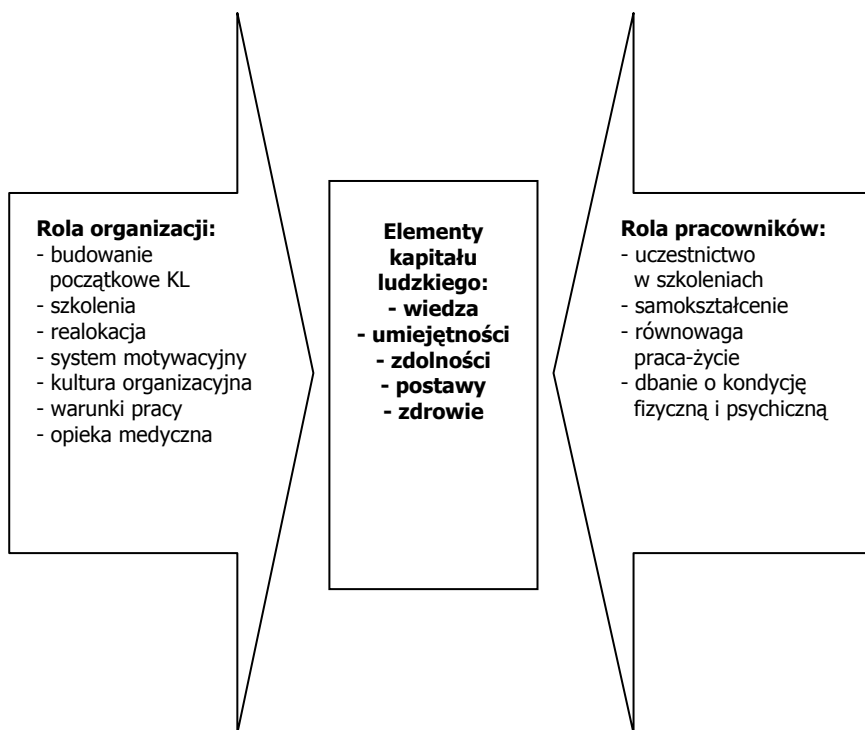 Rola organizacji:
- budowanie
początkowe KL
- szkolenia
- realokacja
- system motywacyjny
- kultura organizacyjna
- warunki pracy
- opieka medyczna
Elementy
kapitału
ludzkiego:
- wiedza
- umiejętności
- zdolności
- postawy
- zdrowie
Rola pracowników:
- uczestnictwo
w szkoleniach
- samokształcenie
- równowaga
praca-życie
- dbanie o kondycję
fizyczną i psychiczną